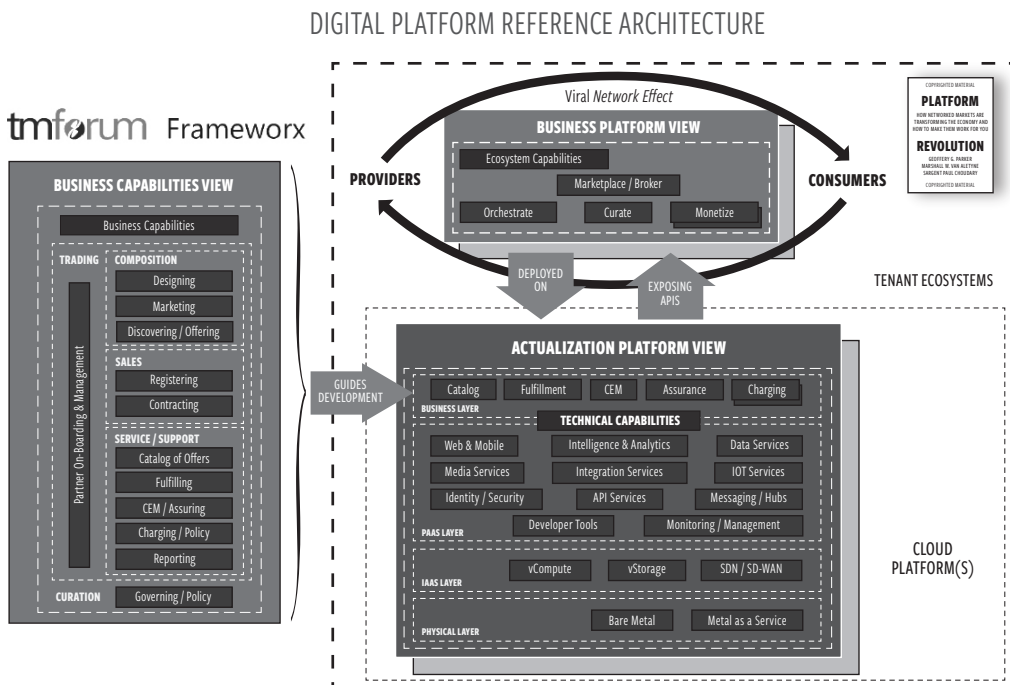 DIGITAL PLATFORM REFERENCE ARCHITECTURE
tmforum Frameworx
BUSINESS CAPABILITIES VIEW
Business Capabilities
TRADING
Partner On-Boarding & Management
COMPOSITION
Designing
Marketing
Discovering / Offering
SALES
Registering
Contracting
SERVICE / SUPPORT
Catalog of Offers
Fulfilling
CEM / Assuring
Charging / Policy
Reporting
CURATION
Governing / Policy
GUIDES
DEVELOPMENT
Viral Network Effect
BUSINESS PLATFORM VIEW
Ecosystem Capabilities
Marketplace / Broker
Orchestrate
Curate
Monetize
PROVIDERS
CONSUMERS
COPYRIGHTED MATERIAL
PLATFORM
HOW NETWORKED MARKETS ARE
TRANSFORMING THE ECONOMY AND
HOW TO MAKE THEM WORK FOR YOU
REVOLUTION
GEOFFERY G. PARKER
MARSHALL W. VAN ALETYNE
SARGENT PAUL CHOUDARY
COPYRIGHTED MATERIAL
DEPLOYED
ON
EXPOSING
APIS
TENANT ECOSYSTEMS
ACTUALIZATION PLATFORM VIEW
Catalog
Fulfillment
CEM
Assurance
Charging
BUSINESS LAYER
TECHNICAL CAPABILITIES
Web & Mobile
Intelligence & Analytics
Data Services
Media Services
Integration Services
IOT Services
Identity / Security
API Services
Messaging / Hubs
Developer Tools
Monitoring / Management
PAAS LAYER
vCompute
vStorage
SDN / SD-WAN
IAAS LAYER
Bare Metal
Metal as a Service
PHYSICAL LAYER
CLOUD
PLATFORM(S)